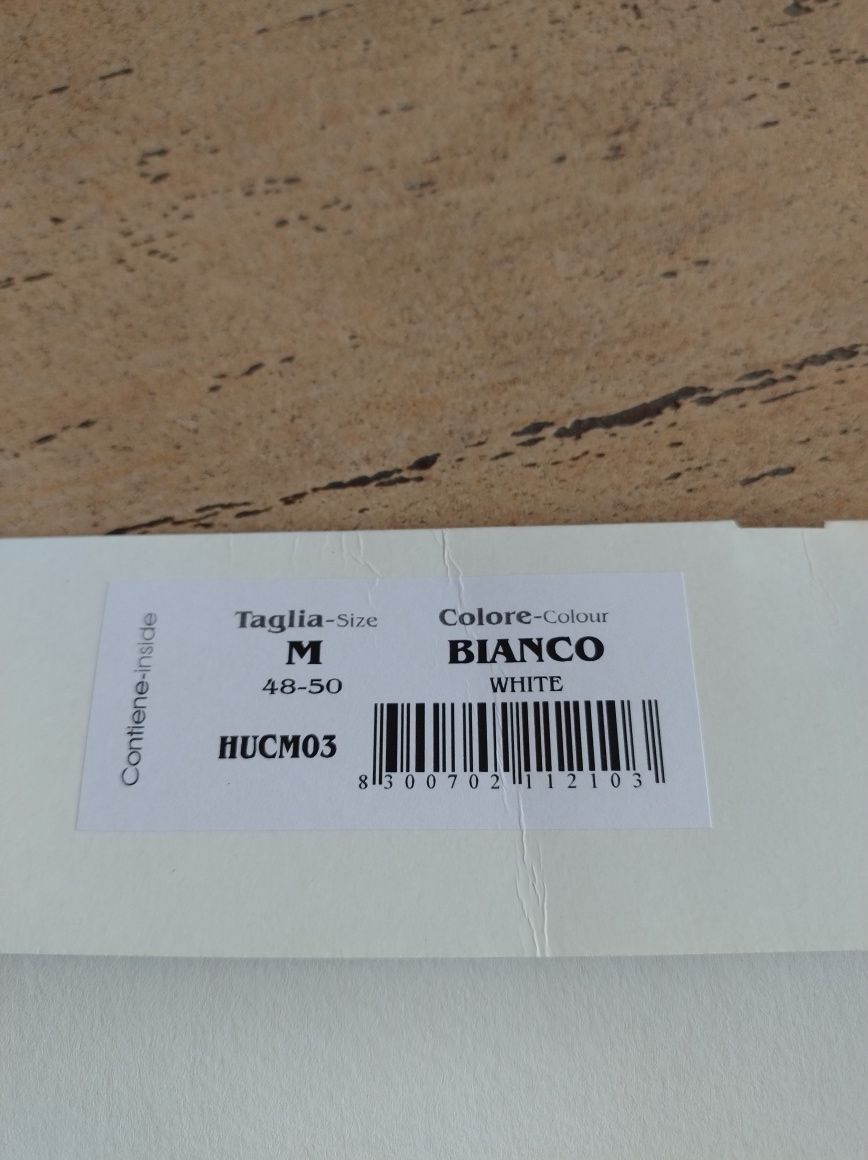 Contiene-inside
Taglia-Size
M
48-50
Colore-Colour
BIANCO
WHITE
HUCM03
8 300702 112103